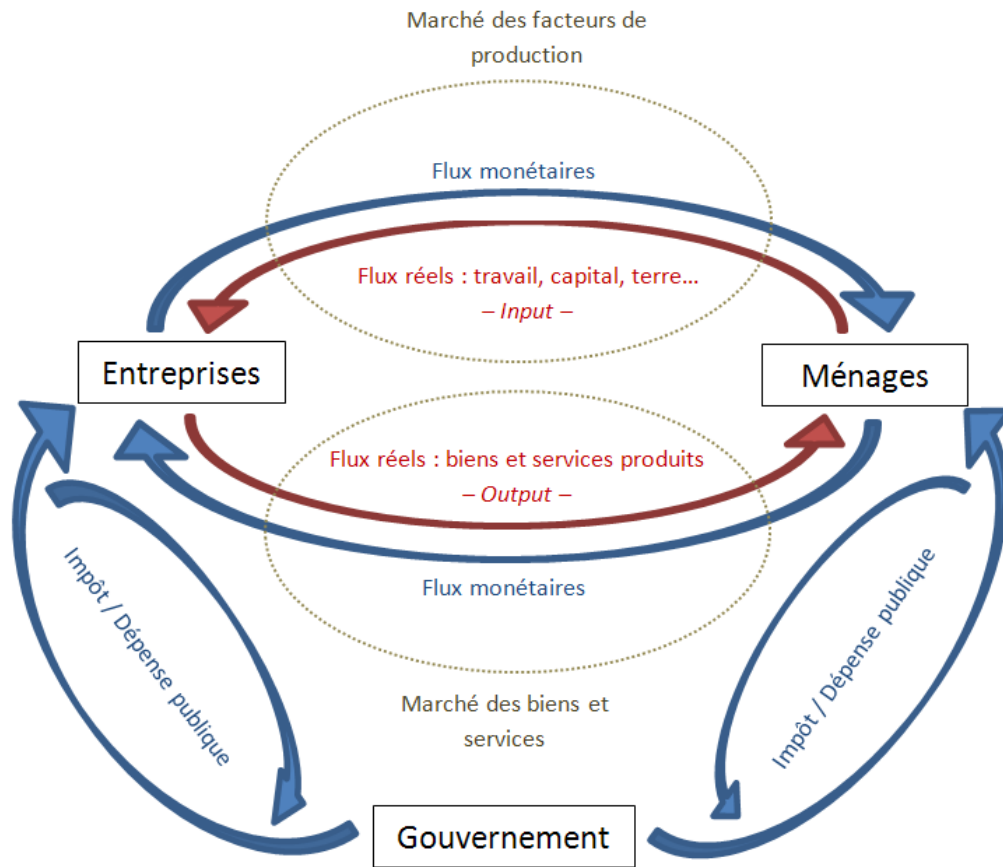 Marché des facteurs de
production
Flux monétaires
Flux réels : travail, capital, terre...
– Input –
Entreprises
Ménages
Flux réels : biens et services produits
– Output –
Flux monétaires
Impôt / Dépense publique
Impôt / Dépense publique
Marché des biens et
services
Gouvernement